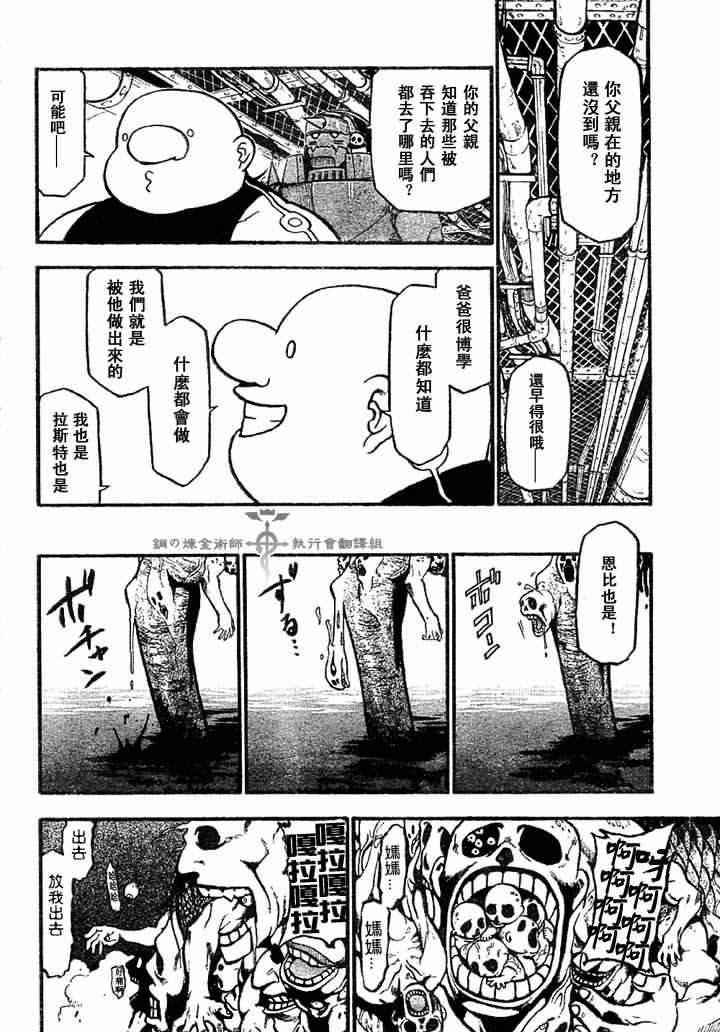 你父親在的地方
還沒到嗎?
還早得很哦——
你的父親
知道那些被
吞下去的人們
都去了哪里嗎?
可能吧——
爸爸很博學
什麼都知道
什麼都會做
我們就是
被他做出來的
我也是
拉斯特也是
鋼の煉金術師
執行會翻譯組
恩比也是!
ボコ!
ずる…
ボチャン
啊啊啊
啊啊啊
媽媽…
媽媽…
嘎拉嘎拉
嘎拉嘎拉
出去
放我出去
哈哈哈
好痛啊